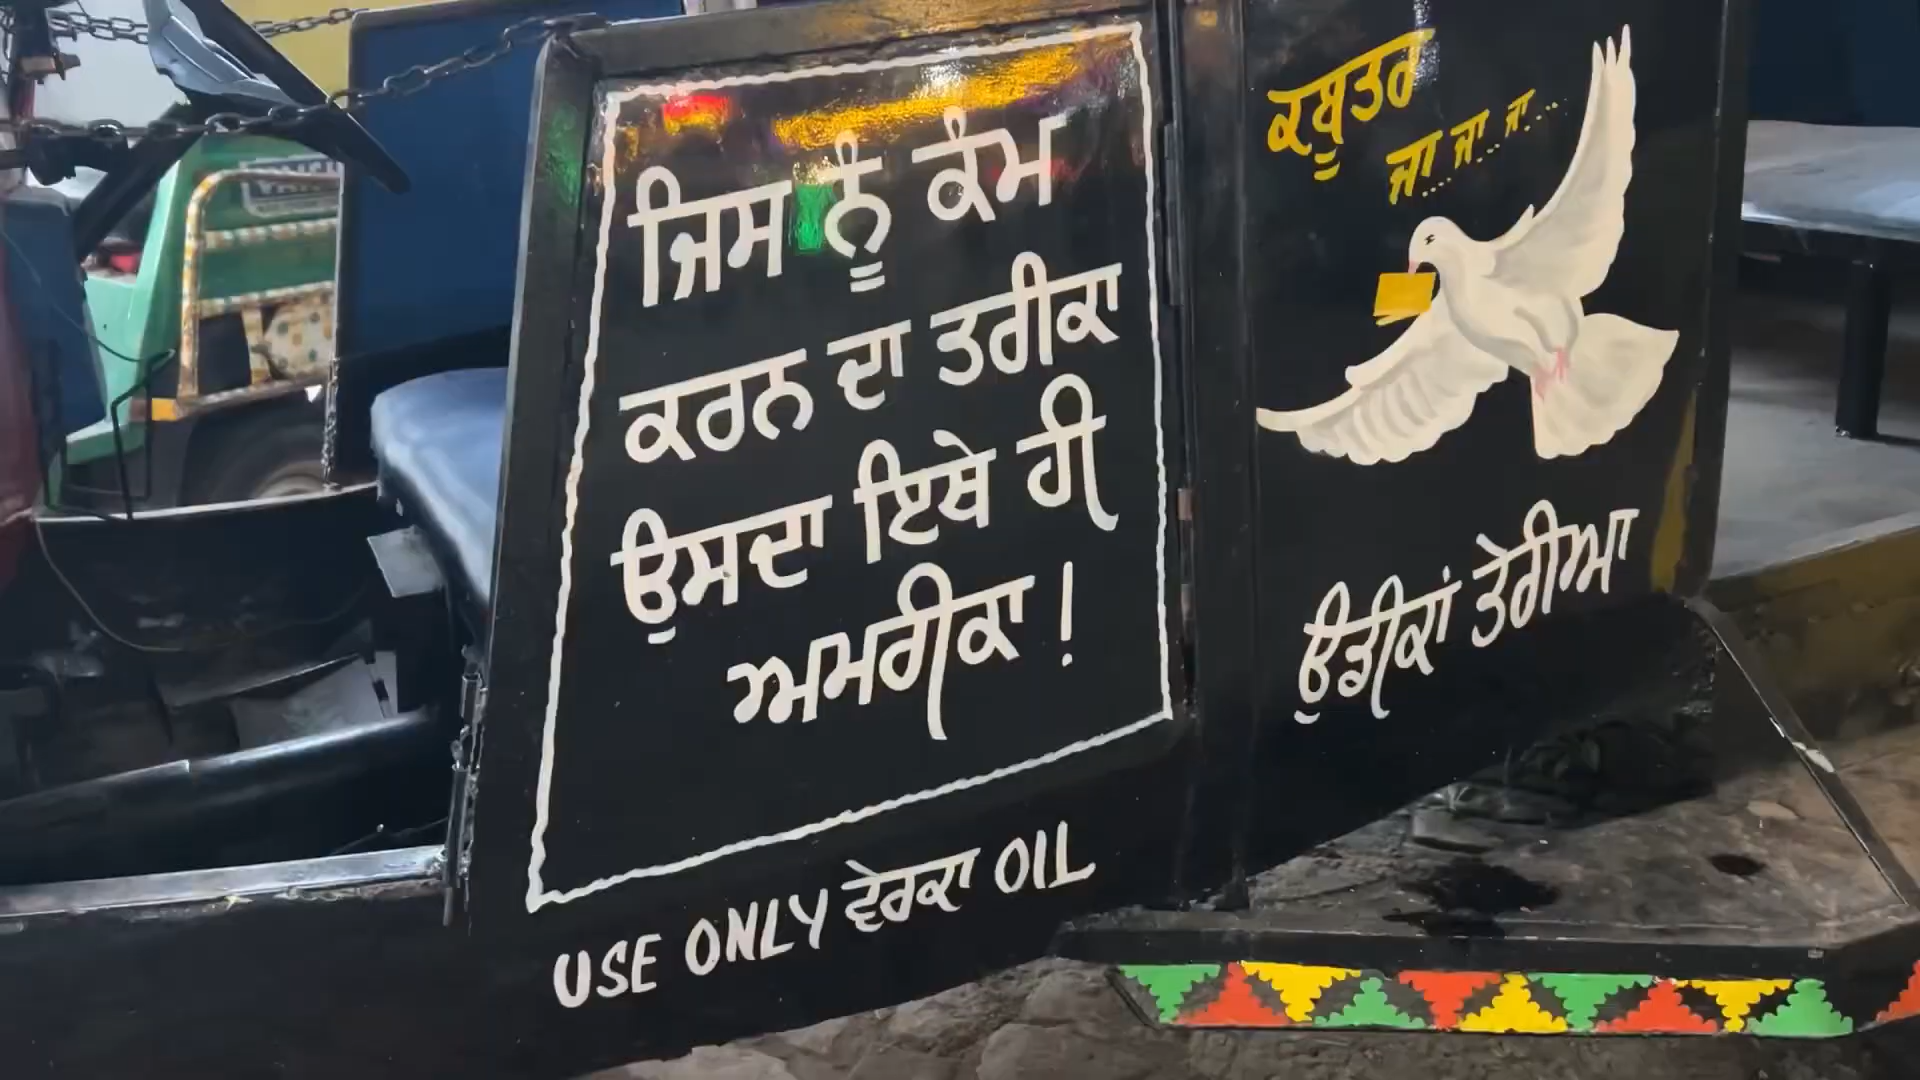 ਜਿਸ ਨੂੰ ਕੰਮ
ਕਰਨ ਦਾ ਤਰੀਕਾ
ਉਸਦਾ ਇਥੇ ਹੀ
ਅਮਰੀਕਾ !
USE ONLY ਵੇਰਕਾ OIL
ਕਬੂਤਰ
ਜਾ ਜਾ ਜਾ...
ਉਡੀਕਾਂ ਤੇਰੀਆ